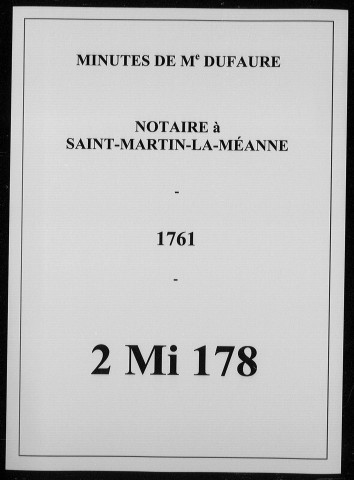 MINUTES DE Me DUFAURE
NOTAIRE à
SAINT-MARTIN-LA-MÉANNE
-
1761
-
2 Mi 178